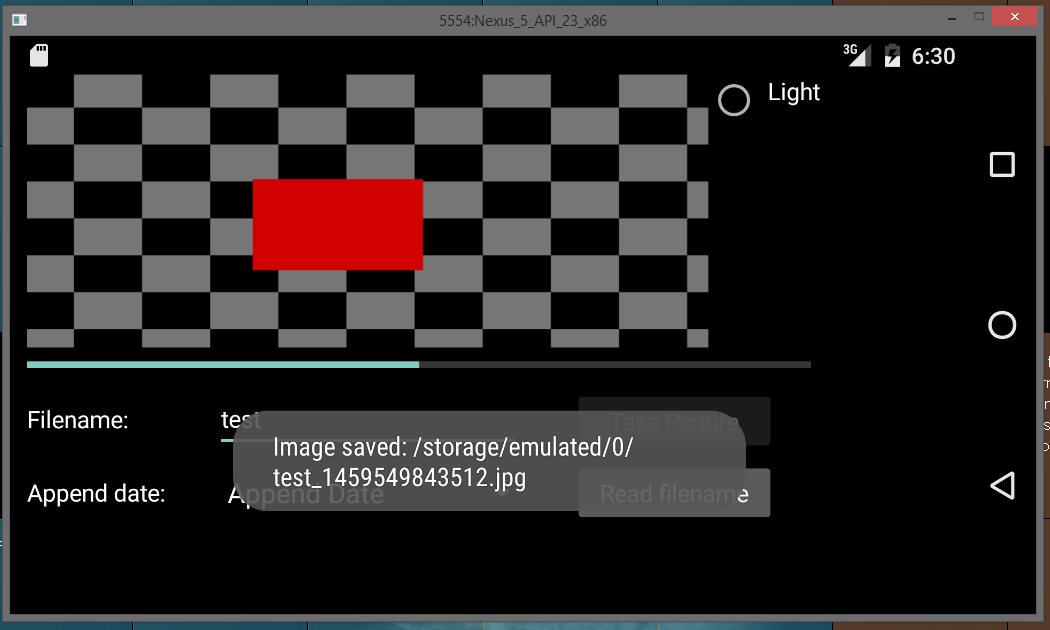 5554:Nexus_5_API_23_x86
3G 6:30
Light
Filename: test Take Picture
Image saved: /storage/emulated/0/
test_1459549843512.jpg
Append date: Append Date Read filename